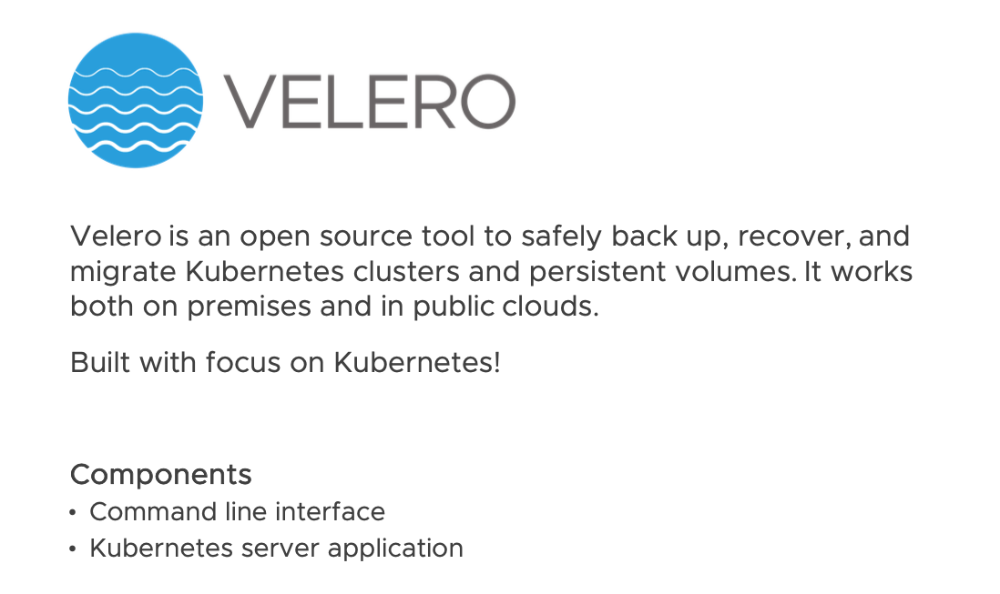 VELERO
Velero is an open source tool to safely back up, recover, and
migrate Kubernetes clusters and persistent volumes. It works
both on premises and in public clouds.
Built with focus on Kubernetes!
Components
• Command line interface
• Kubernetes server application